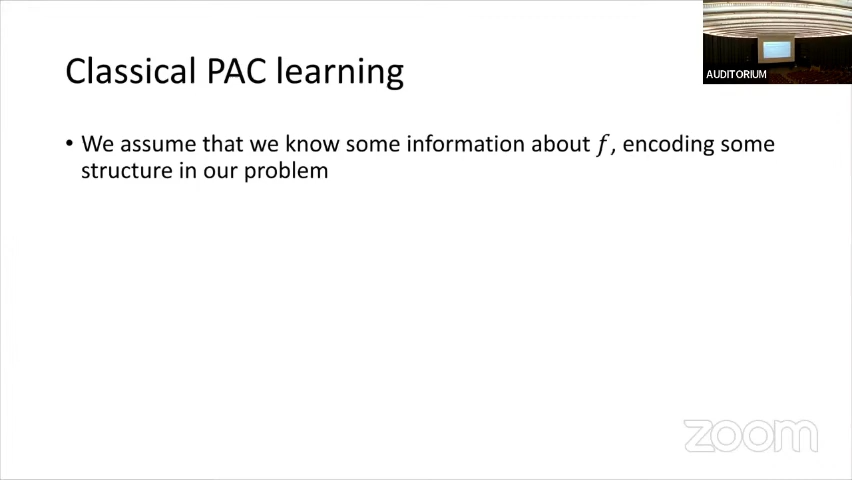 Classical PAC learning
AUDITORIUM
• We assume that we know some information about f, encoding some
structure in our problem
zoom